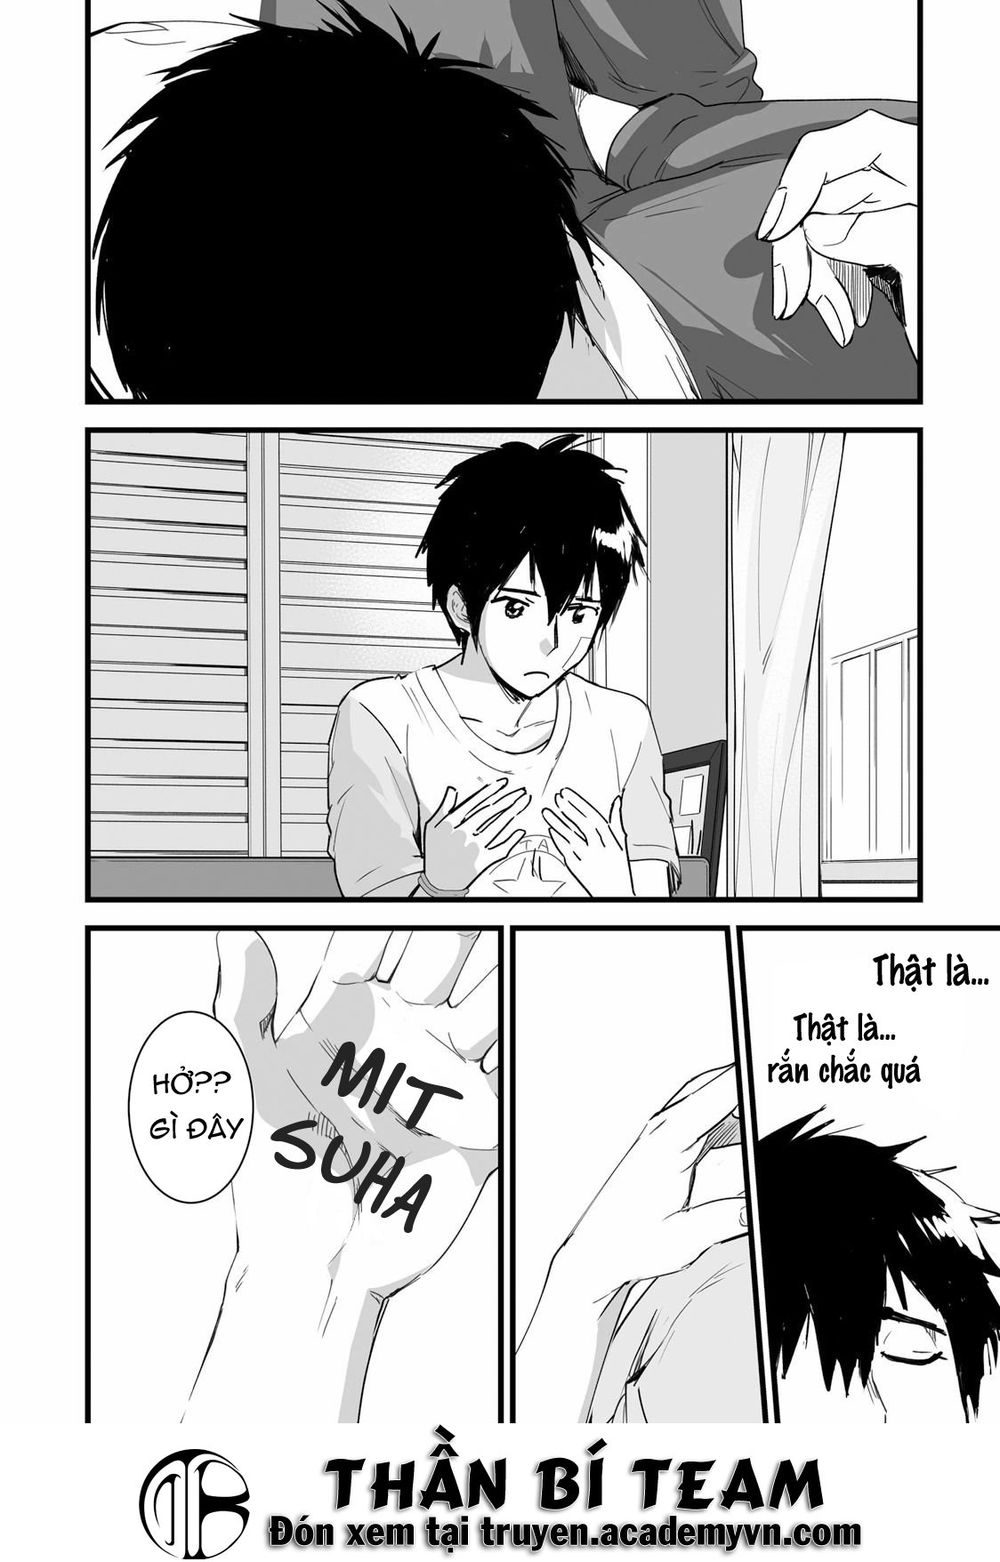 Thật là...
Thật là...
rắn chắc quá
HỞ??
GÌ ĐÂY
MIT
SUHA
TA
THẦN BÍ TEAM
Đón xem tại truyen.academyvn.com